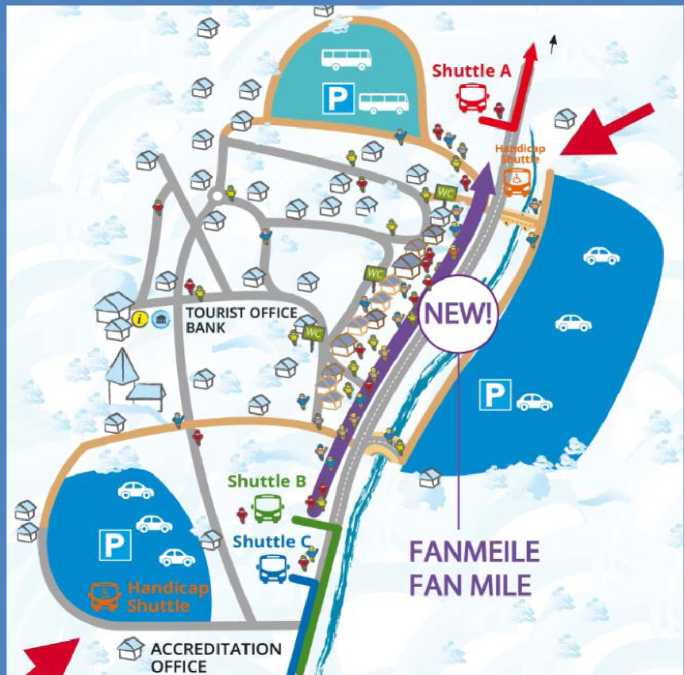 P
Shuttle A
Handicap
Shuttle
WC
WC
NEW!
TOURIST OFFICE
BANK
i
WC
P
Shuttle B
Shuttle C
P
FANMEILE
FAN MILE
Handicap
Shuttle
ACCREDITATION
OFFICE